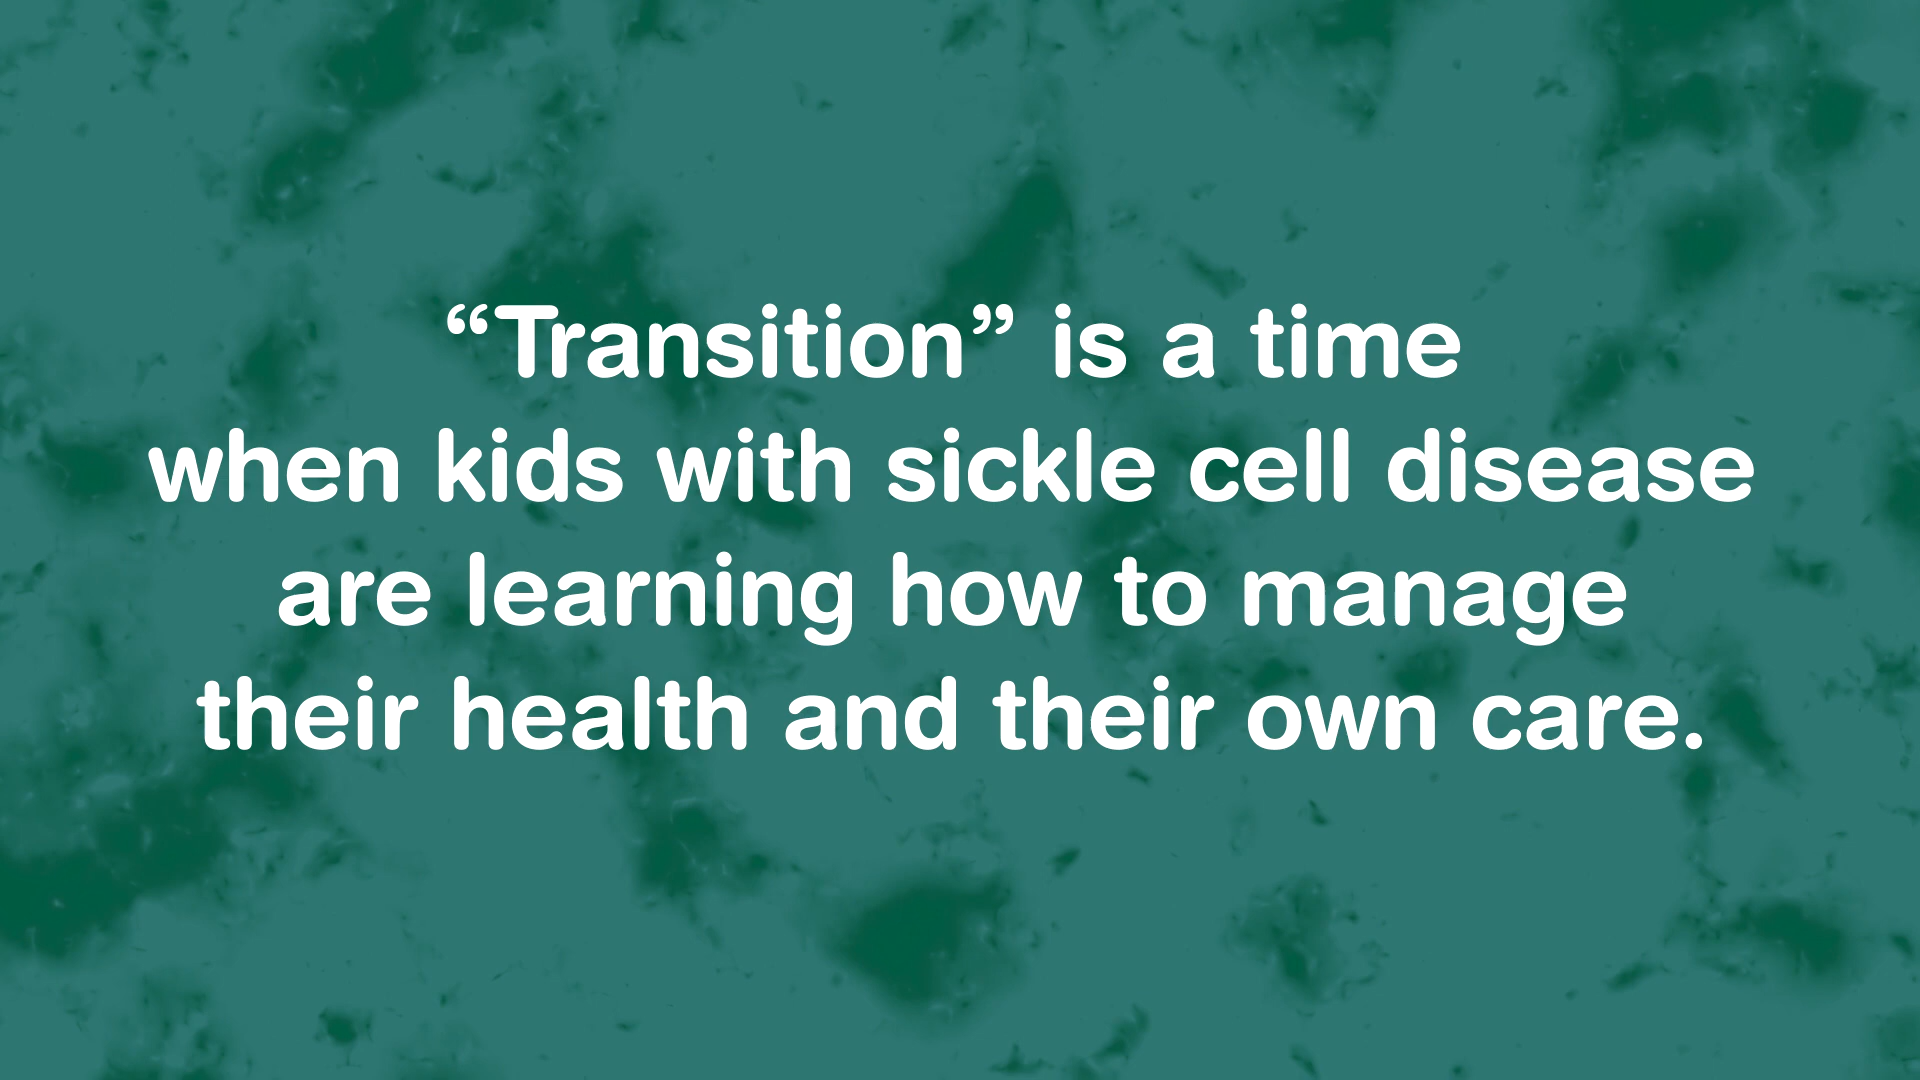 “Transition” is a time
when kids with sickle cell disease
are learning how to manage
their health and their own care.